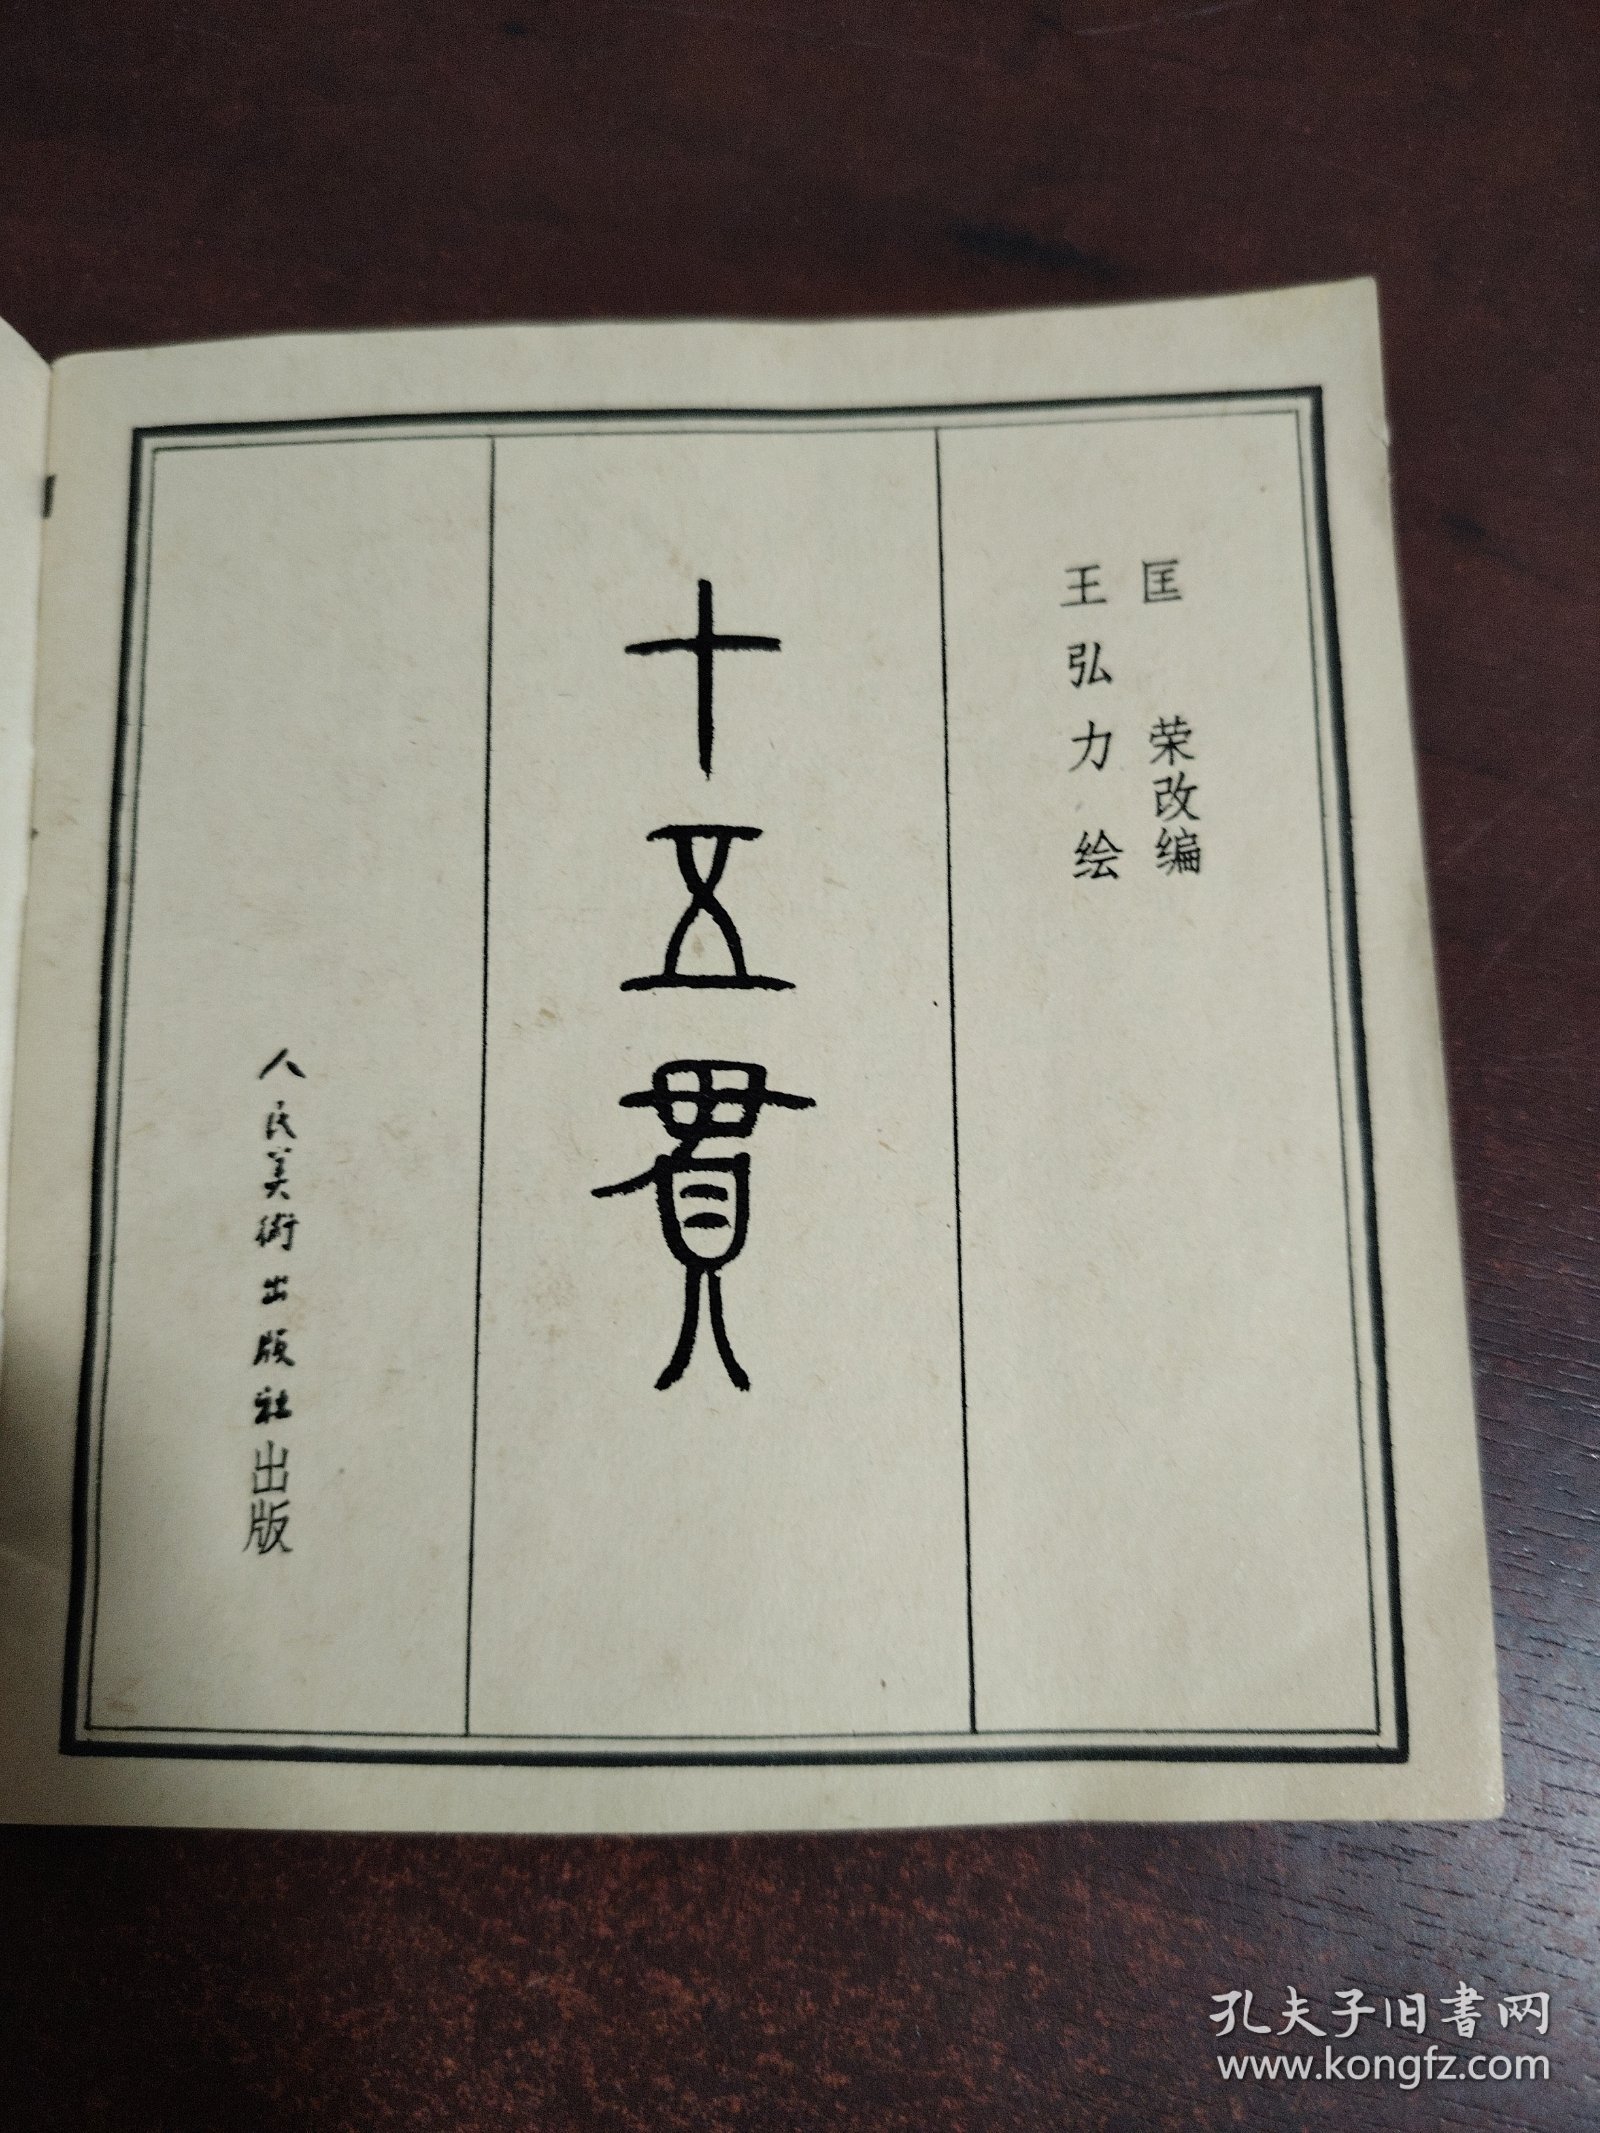 匡荣改编
王弘力绘
十五贯
人民美術出版社出版
孔夫子旧書网
www.kongfz.com